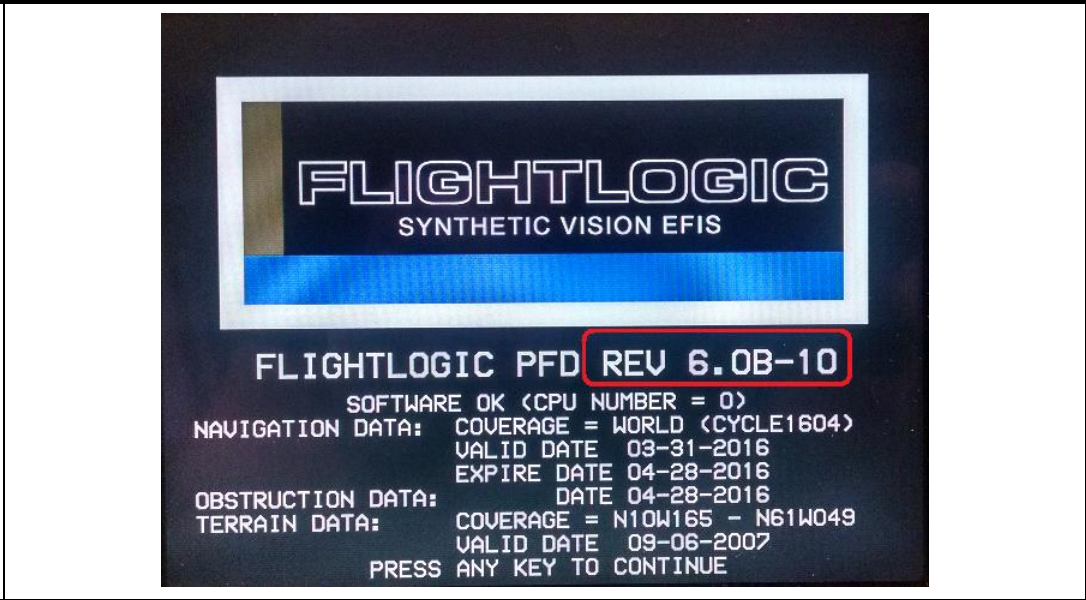 FLIGHTLOGIC
SYNTHETIC VISION EFIS
FLIGHTLOGIC PFD REV 6.0B-10
SOFTWARE OK (CPU NUMBER = 0)
NAVIGATION DATA: COVERAGE = WORLD (CYCLE1604)
VALID DATE 03-31-2016
EXPIRE DATE 04-28-2016
OBSTRUCTION DATA: DATE 04-28-2016
TERRAIN DATA: COVERAGE = N10W165 - N61W049
VALID DATE 09-06-2007
PRESS ANY KEY TO CONTINUE